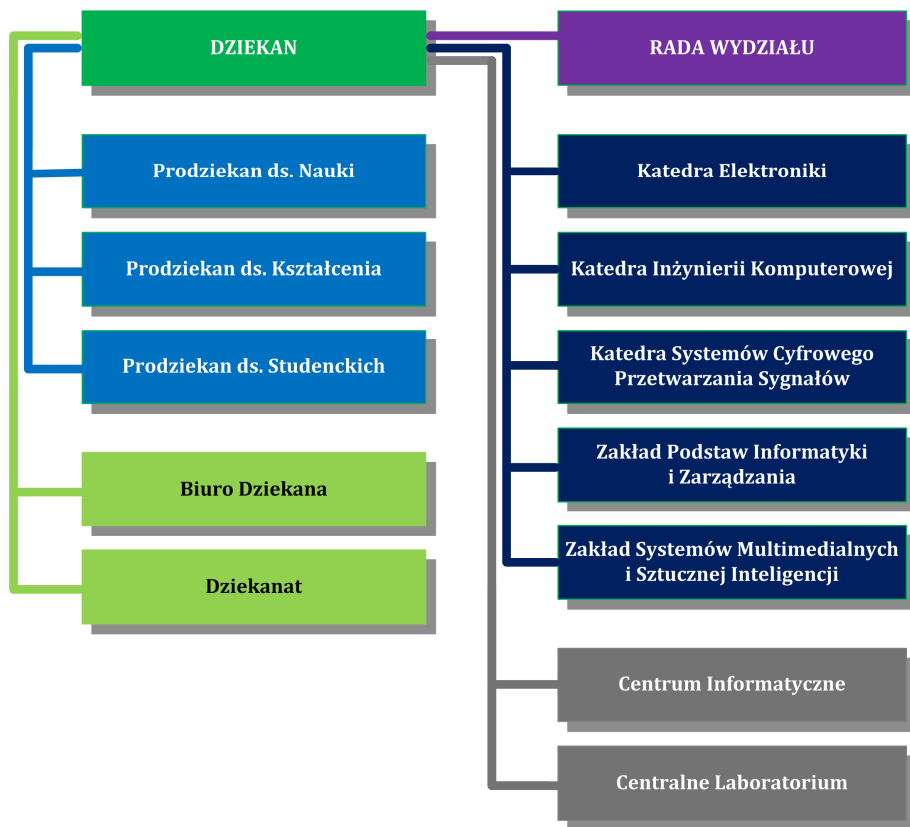 DZIEKAN
RADA WYDZIAŁU
Prodziekan ds. Nauki
Prodziekan ds. Kształcenia
Prodziekan ds. Studenckich
Biuro Dziekana
Dziekanat
Katedra Elektroniki
Katedra Inżynierii Komputerowej
Katedra Systemów Cyfrowego
Przetwarzania Sygnałów
Zakład Podstaw Informatyki
i Zarządzania
Zakład Systemów Multimedialnych
i Sztucznej Inteligencji
Centrum Informatyczne
Centralne Laboratorium